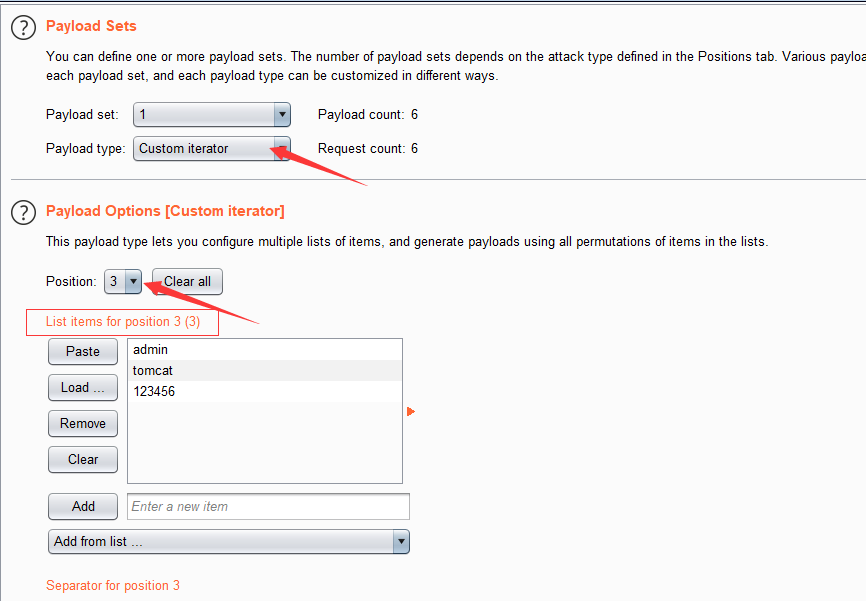 Payload Sets
You can define one or more payload sets. The number of payload sets depends on the attack type defined in the Positions tab. Various
each payload set, and each payload type can be customized in different ways.
Payload set: 1 Payload count: 6
Payload type: Custom iterator Request count: 6
Payload Options [Custom iterator]
This payload type lets you configure multiple lists of items, and generate payloads using all permutations of items in the lists.
Position: 3 Clear all
List items for position 3 (3)
Paste admin
tomcat
Load ... 123456
Remove
Clear
Add Enter a new item
Add from list ...
Separator for position 3